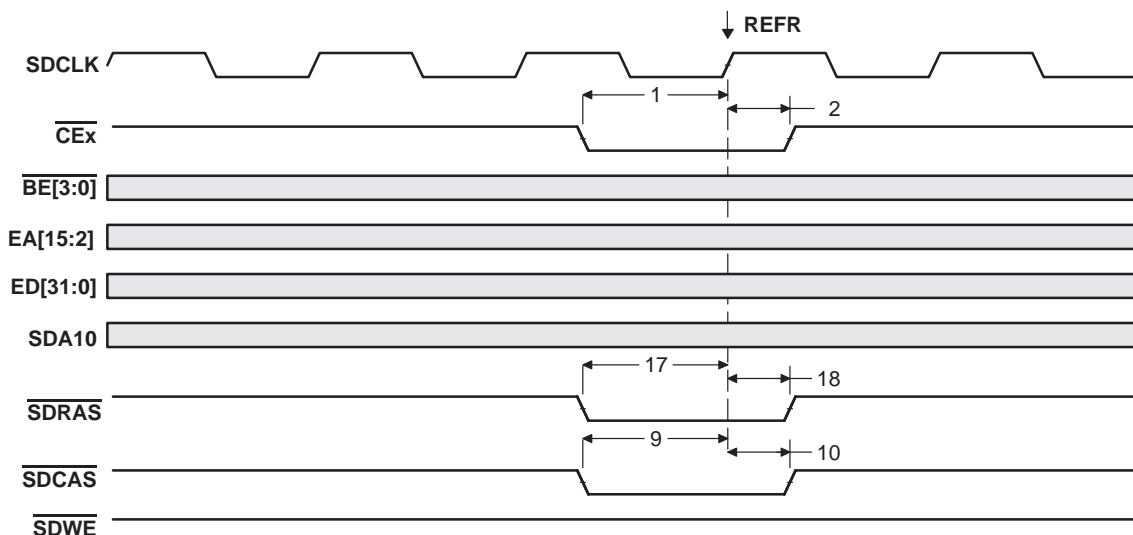 REFR
SDCLK
1
2
CEx
BE[3:0]
EA[15:2]
ED[31:0]
SDA10
17
18
SDRAS
9
10
SDCAS
SDWE